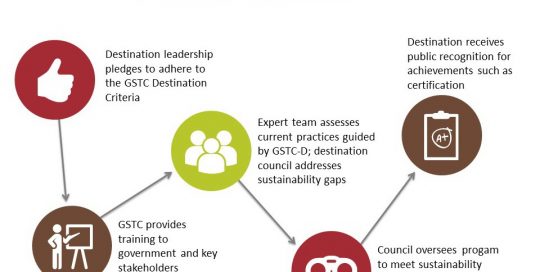 Destination leadership
pledges to adhere to
the GSTC Destination
Criteria
GSTC provides
training to
government and key
stakeholders
Expert team assesses
current practices guided
by GSTC-D; destination
council addresses
sustainability gaps
Council oversees progam
to meet sustainability
Destination receives
public recognition for
achievements such as
certification
A+